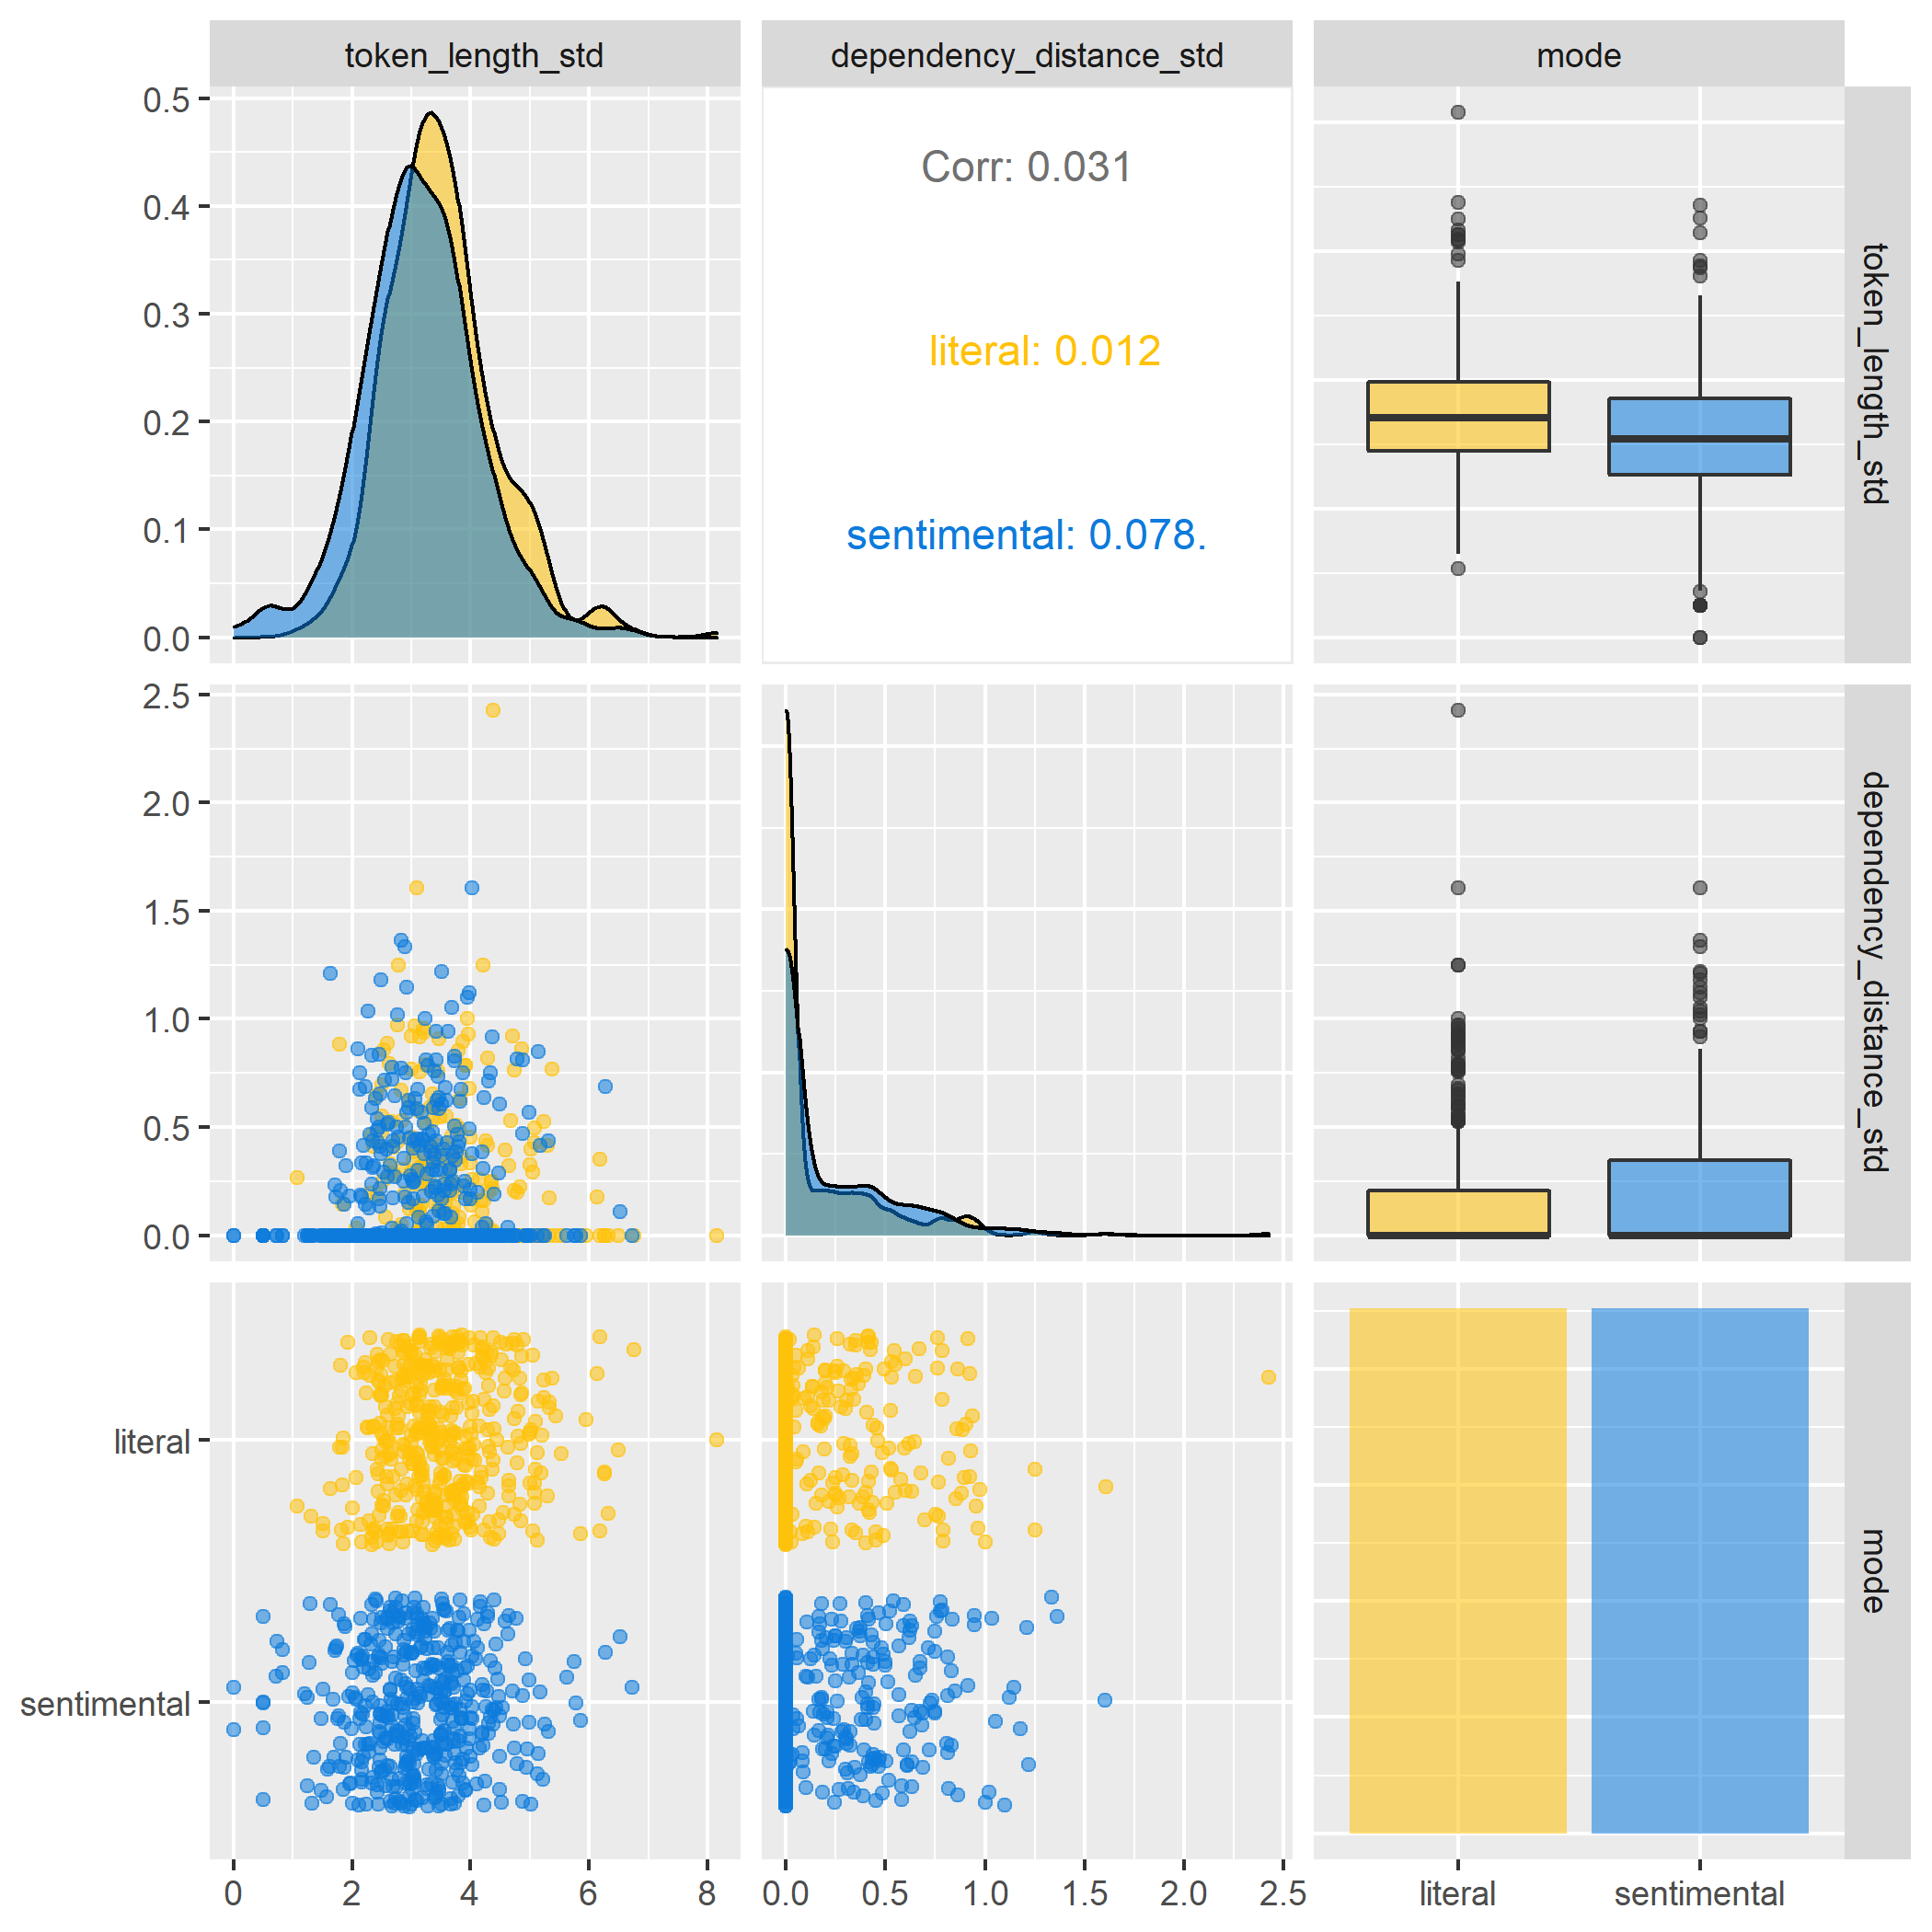 token_length_std
dependency_distance_std
mode
0.5
0.4
0.3
0.2
0.1
0.0
Corr: 0.031
literal: 0.012
sentimental: 0.078.
token_length_std
2.5
2.0
1.5
1.0
0.5
0.0
dependency_distance_std
literal
sentimental
mode
0 2 4 6 8
0.0 0.5 1.0 1.5 2.0 2.5
literal sentimental